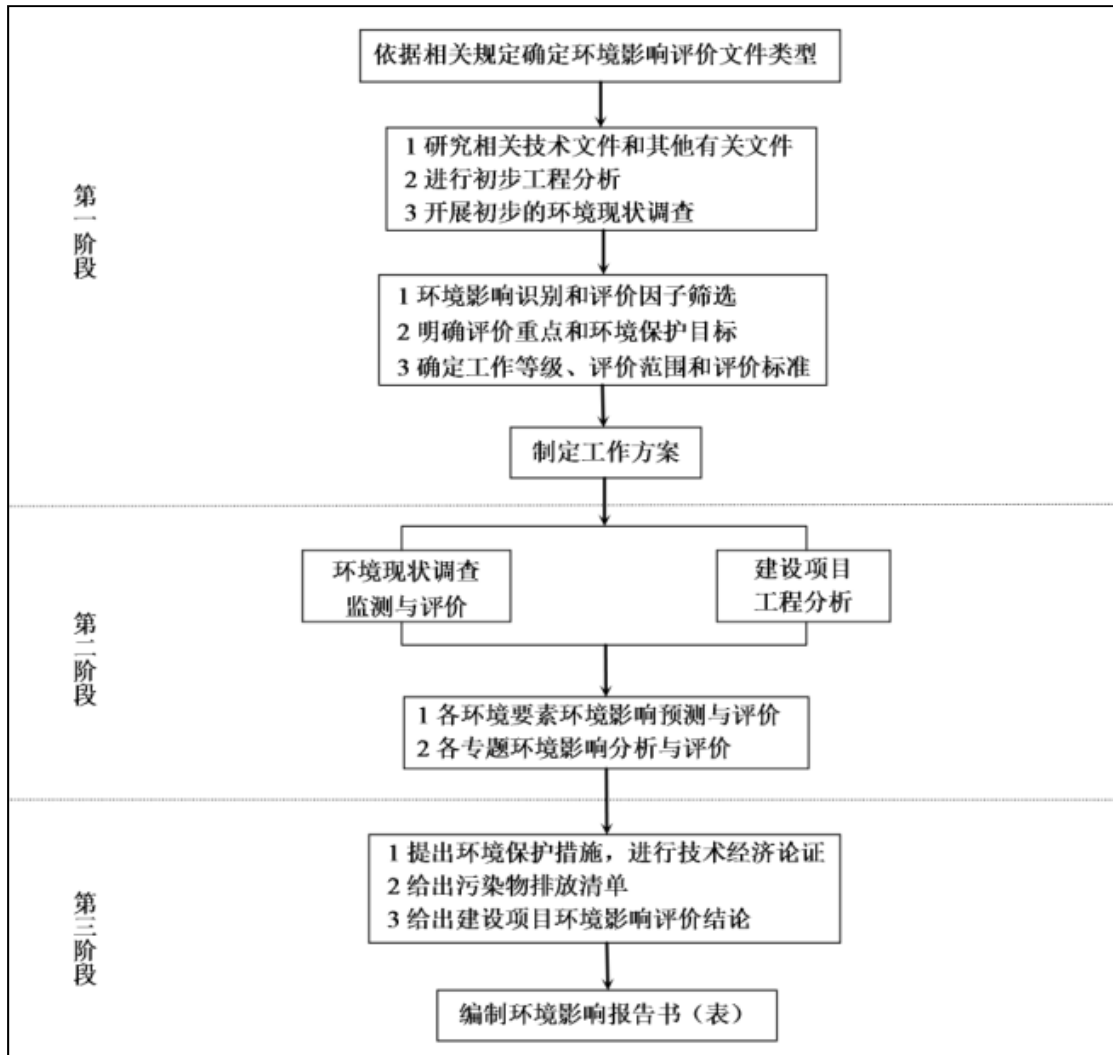 依据相关规定确定环境影响评价文件类型
1 研究相关技术文件和其他有关文件
2 进行初步工程分析
3 开展初步的环境现状调查
第一阶段
1 环境影响识别和评价因子筛选
2 明确评价重点和环境保护目标
3 确定工作等级、评价范围和评价标准
制定工作方案
环境现状调查
监测与评价
建设项目
工程分析
第二阶段
1 各环境要素环境影响预测与评价
2 各专题环境影响分析与评价
1 提出环境保护措施，进行技术经济论证
2 给出污染物排放清单
3 给出建设项目环境影响评价结论
第三阶段
编制环境影响报告书（表）